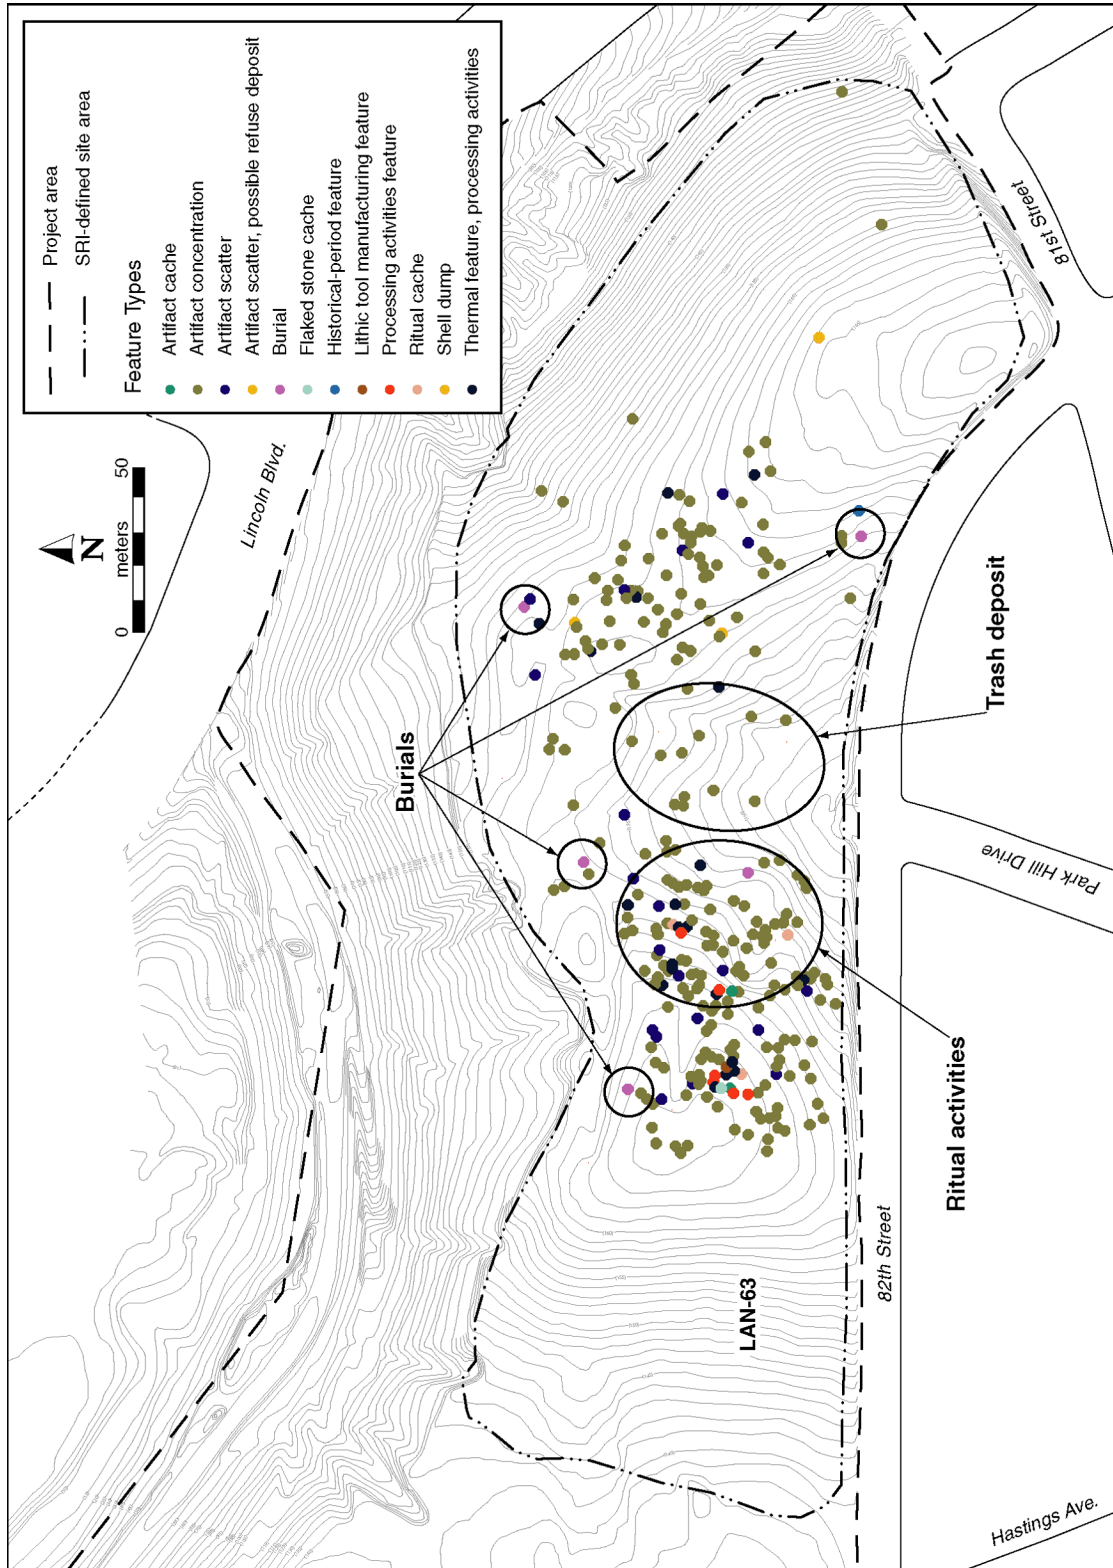 Project area
SRI-defined site area
Feature Types
Artifact cache
Artifact concentration
Artifact scatter
Artifact scatter, possible refuse deposit
Burial
Flaked stone cache
Historical-period feature
Lithic tool manufacturing feature
Processing activities feature
Ritual cache
Shell dump
Thermal feature, processing activities
N
0 meters 50
Lincoln Blvd.
Burials
81st Street
Trash deposit
Ritual activities
Park Hill Drive
LAN-63
82th Street
Hastings Ave.